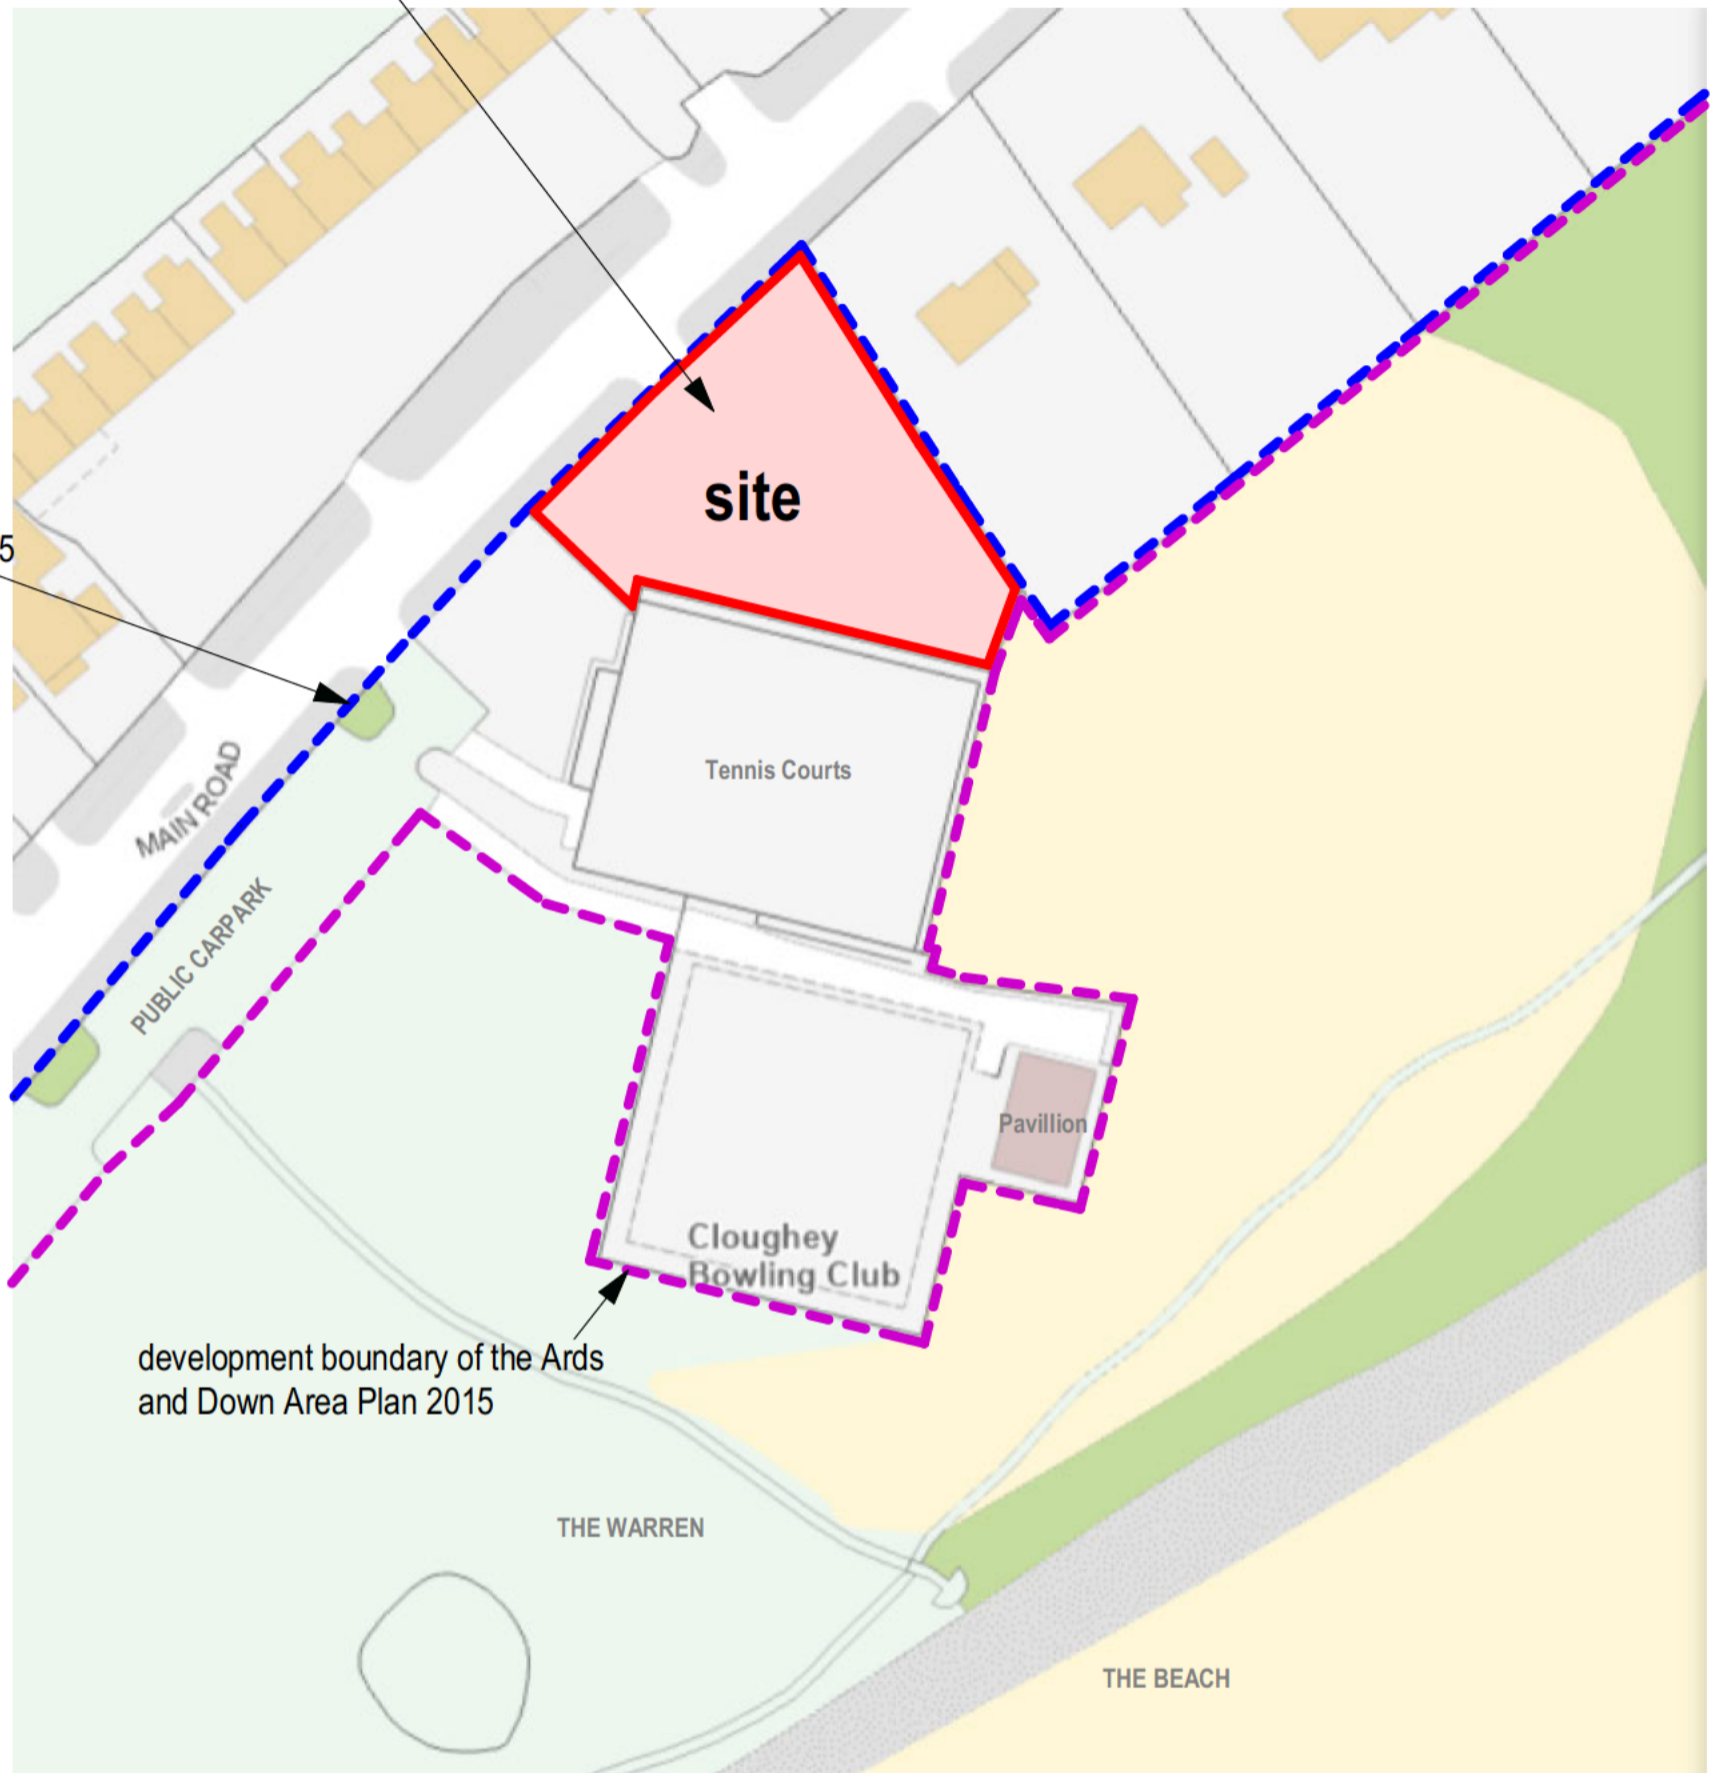 site
5
Tennis Courts
MAIN ROAD
PUBLIC CARPARK
Pavillion
Cloughey
Bowling Club
development boundary of the Ards
and Down Area Plan 2015
THE WARREN
THE BEACH